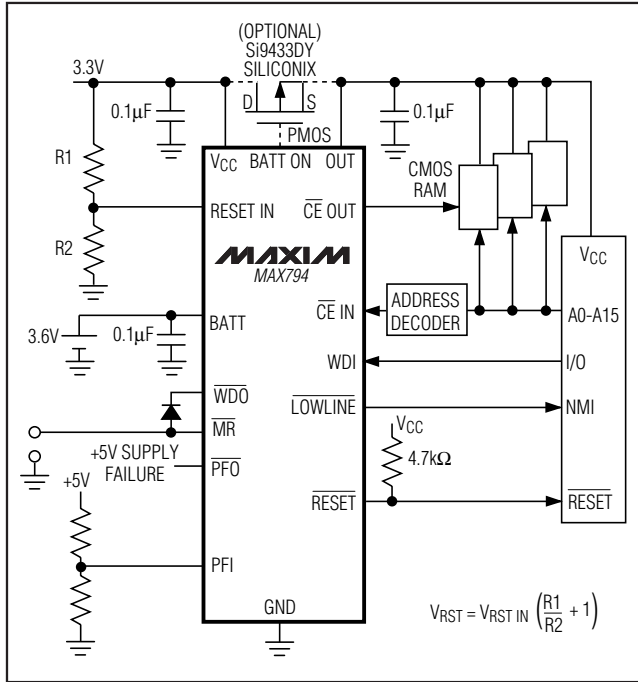 (OPTIONAL)
Si9433DY
SILICONIX
3.3V
D
S
0.1µF
0.1µF
PMOS
R1
VCC
BATT ON
OUT
CMOS
RAM
RESET IN
CE OUT
R2
MAXIM
MAX794
VCC
BATT
CE IN
ADDRESS
DECODER
A0-A15
3.6V
0.1µF
WDI
I/O
WDO
LOWLINE
NMI
MR
VCC
+5V SUPPLY
FAILURE
PFO
4.7kΩ
+5V
RESET
RESET
PFI
GND
VRST = VRST IN (R1/R2 + 1)